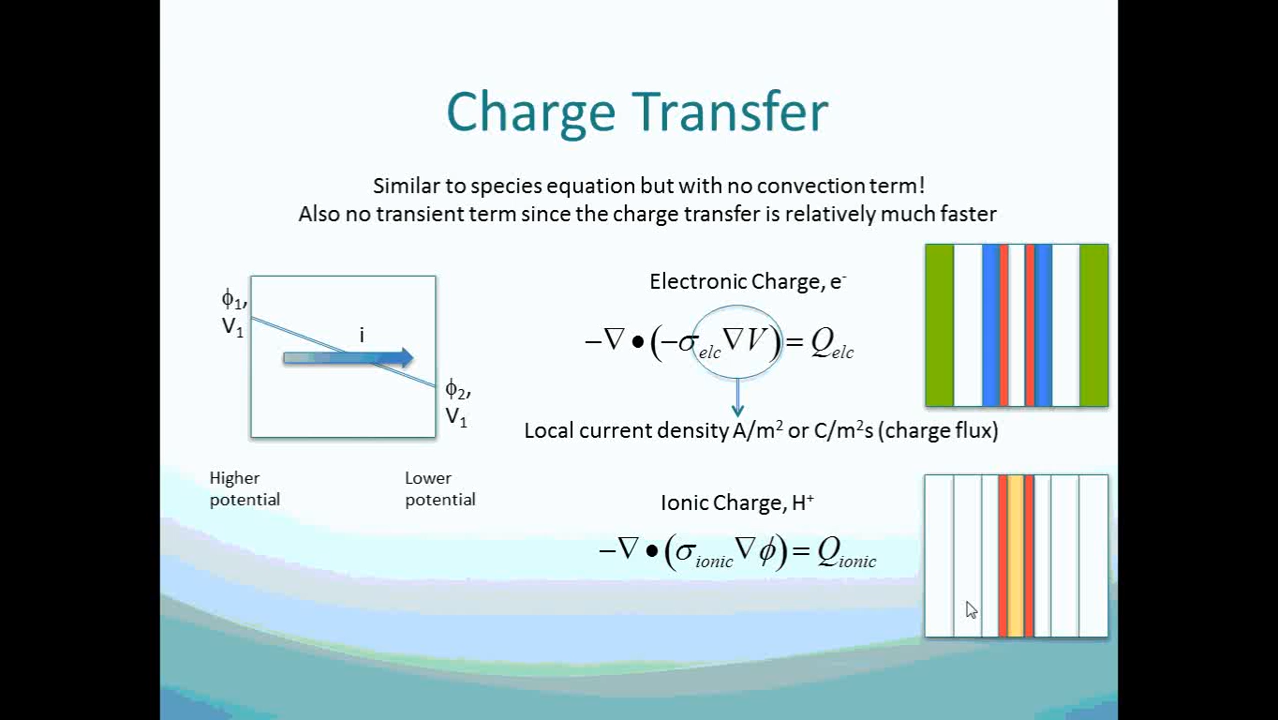 Charge Transfer
Similar to species equation but with no convection term!
Also no transient term since the charge transfer is relatively much faster
ϕ₁,
V₁
i
ϕ₂,
V₁
Higher
potential
Lower
potential
Electronic Charge, e⁻
−∇•(−σ_elc∇V)=Q_elc
Local current density A/m² or C/m²s (charge flux)
Ionic Charge, H⁺
−∇•(σ_ionic∇ϕ)=Q_ionic